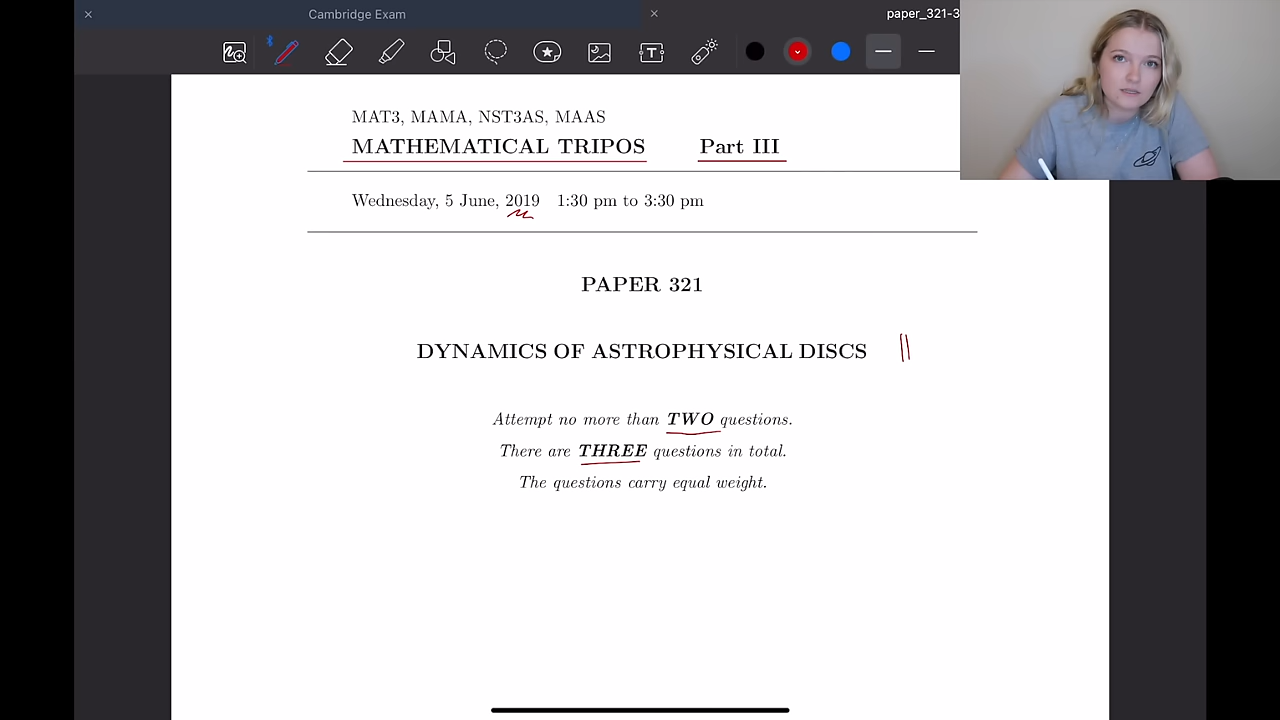 Cambridge Exam
paper_321-3
MAT3, MAMA, NST3AS, MAAS
MATHEMATICAL TRIPOS Part III
Wednesday, 5 June, 2019 1:30 pm to 3:30 pm
PAPER 321
DYNAMICS OF ASTROPHYSICAL DISCS
Attempt no more than TWO questions.
There are THREE questions in total.
The questions carry equal weight.